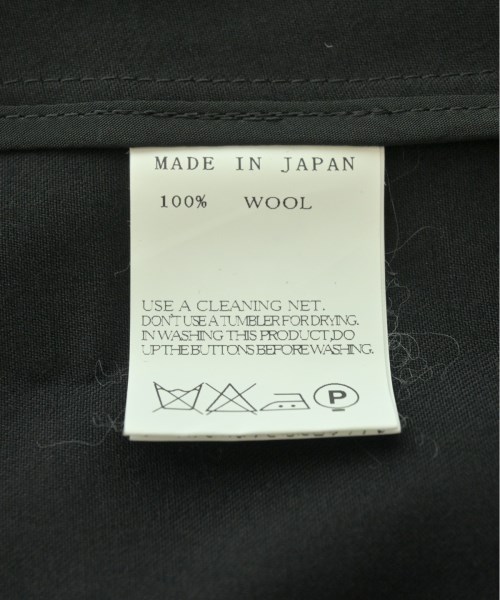 MADE IN JAPAN
100% WOOL
USE A CLEANING NET.
DON'T USE A TUMBLER FOR DRYING.
IN WASHING THIS PRODUCT,DO
UP THE BUTTONS BEFORE WASHING.
P